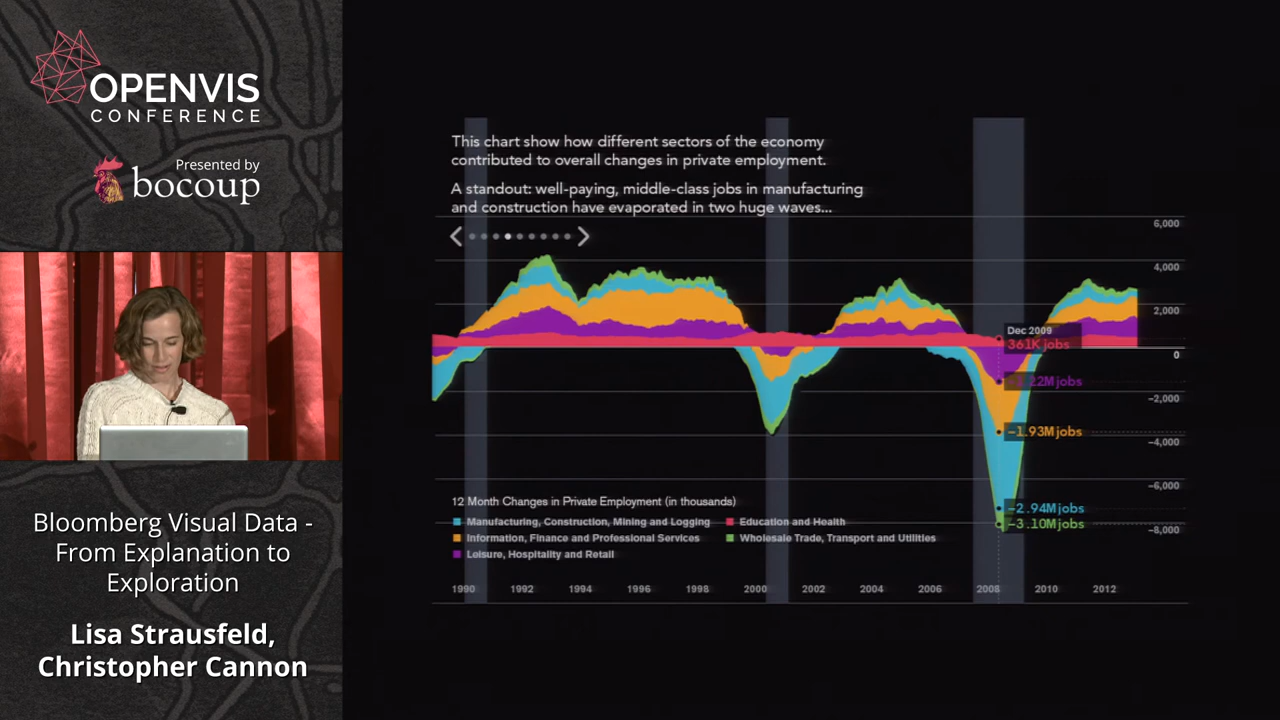 OPENVIS
CONFERENCE
Presented by
bocoup
Bloomberg Visual Data -
From Explanation to
Exploration
Lisa Strausfeld,
Christopher Cannon
This chart show how different sectors of the economy
contributed to overall changes in private employment.
A standout: well-paying, middle-class jobs in manufacturing
and construction have evaporated in two huge waves...
6,000
4,000
2,000
0
-2,000
-4,000
-6,000
-8,000
Dec 2009
361K jobs
-1.22M jobs
-1.93M jobs
-2.94M jobs
-3.10M jobs
12 Month Changes in Private Employment (in thousands)
Manufacturing, Construction, Mining and Logging
Education and Health
Information, Finance and Professional Services
Wholesale Trade, Transport and Utilities
Leisure, Hospitality and Retail
1990 1992 1994 1996 1998 2000 2002 2004 2006 2008 2010 2012